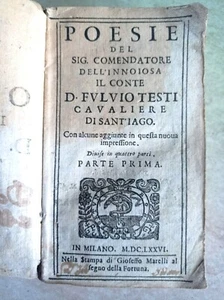 POESIE
DEL
SIG. COMENDATORE
DELL'INNOIOSA
IL CONTE
D. FVLVIO TESTI
CAVALIERE
DI SANT'IAGO.
Con alcune aggiunte in questa nuoua
impressione.
Diuise in quattro parti.
PARTE PRIMA.
IN MILANO. M.DC.LXXVI.
Nella Stampa di Gioseffo Marelli al
segno della Fortuna.